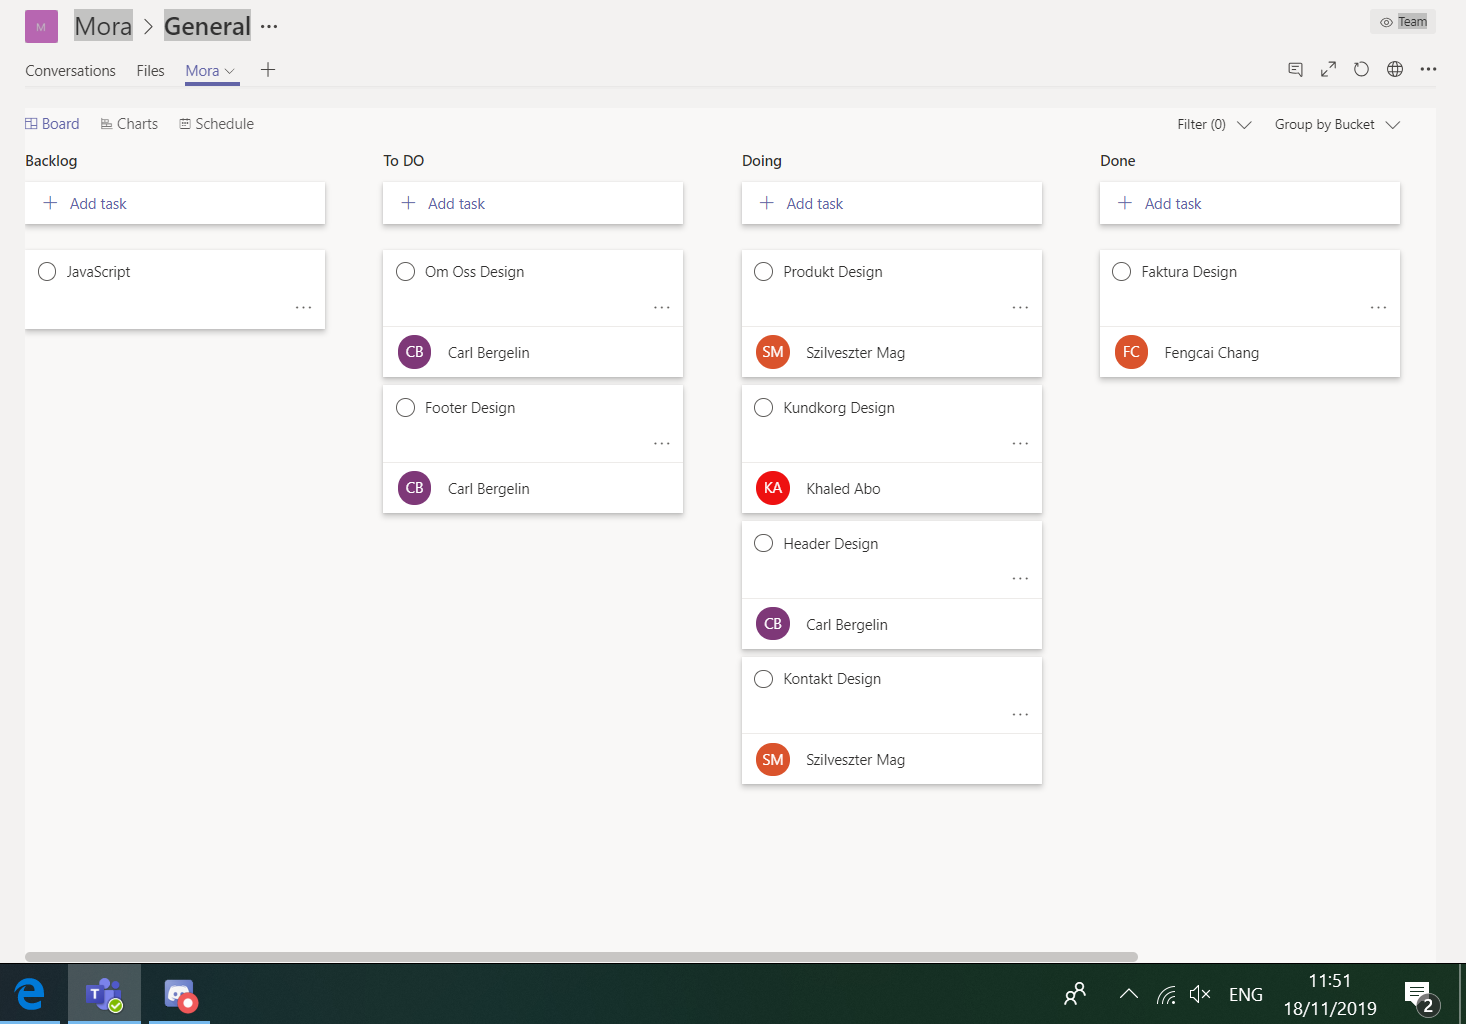 M Mora > General ...
Team
Conversations Files Mora
Board Charts Schedule
Filter (0) Group by Bucket
Backlog
Add task
JavaScript
To DO
Add task
Om Oss Design
CB Carl Bergelin
Footer Design
CB Carl Bergelin
Doing
Add task
Produkt Design
SM Szilveszter Mag
Kundkorg Design
KA Khaled Abo
Header Design
CB Carl Bergelin
Kontakt Design
SM Szilveszter Mag
Done
Add task
Faktura Design
FC Fengcai Chang
T
ENG
11:51
18/11/2019
2